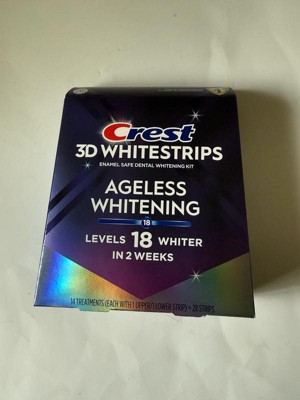 Crest
3D WHITESTRIPS
ENAMEL SAFE DENTAL WHITENING KIT
AGELESS
WHITENING
18
LEVELS 18 WHITER
IN 2 WEEKS
14 TREATMENTS (EACH WITH 1 UPPER/1 LOWER STRIP) = 28 STRIPS